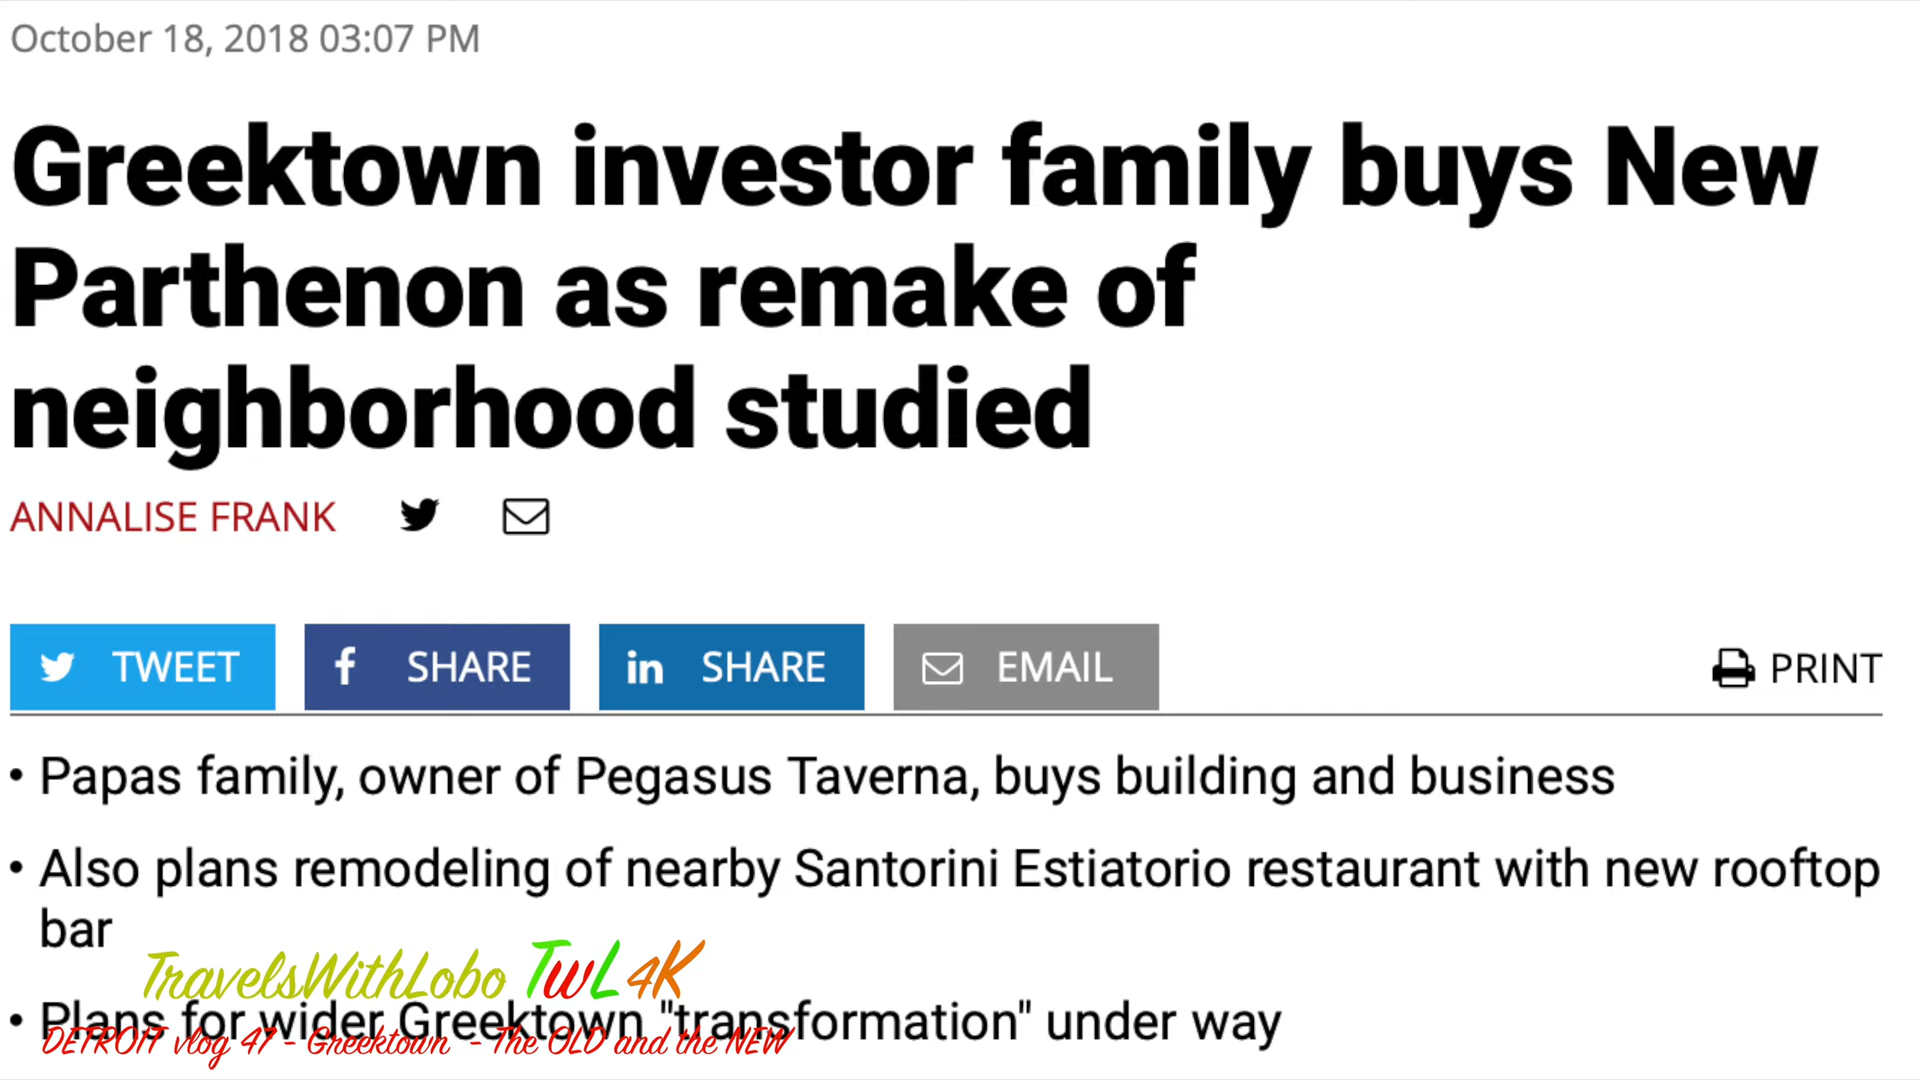 October 18, 2018 03:07 PM
Greektown investor family buys New
Parthenon as remake of
neighborhood studied
ANNALISE FRANK
TWEET
SHARE
SHARE
EMAIL
PRINT
• Papas family, owner of Pegasus Taverna, buys building and business
• Also plans remodeling of nearby Santorini Estiatorio restaurant with new rooftop
bar
TravelsWithLobo TwL 4K
• Plans for wider Greektown "transformation" under way
DETROIT vlog 47 - Greektown - The OLD and the NEW